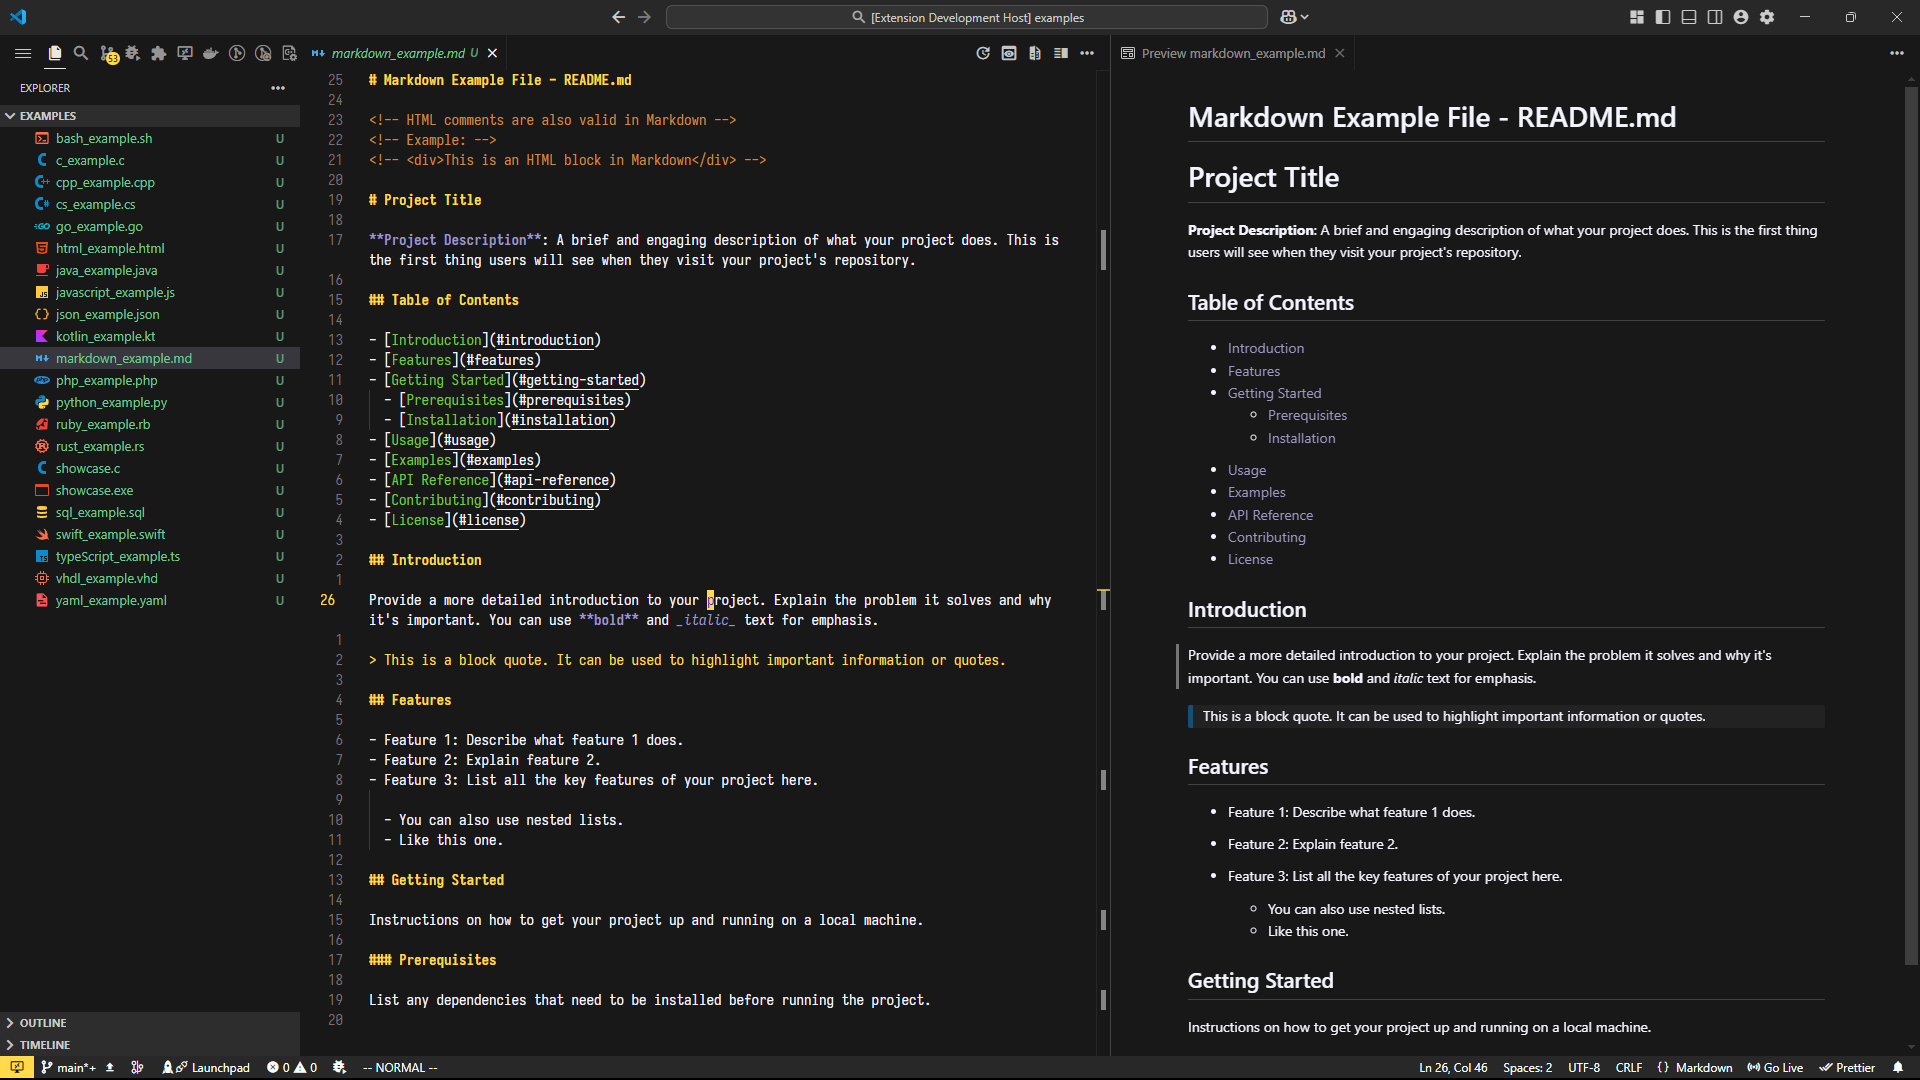 [Extension Development Host] examples
53
markdown_example.md U
Preview markdown_example.md
EXPLORER
EXAMPLES
bash_example.sh U
c_example.c U
cpp_example.cpp U
cs_example.cs U
go_example.go U
html_example.html U
java_example.java U
javascript_example.js U
json_example.json U
kotlin_example.kt U
markdown_example.md U
php_example.php U
python_example.py U
ruby_example.rb U
rust_example.rs U
showcase.c U
showcase.exe U
sql_example.sql U
swift_example.swift U
typeScript_example.ts U
vhdl_example.vhd U
yaml_example.yaml U
OUTLINE
TIMELINE
25 # Markdown Example File - README.md
24
23 <!-- HTML comments are also valid in Markdown -->
22 <!-- Example: -->
21 <!-- <div>This is an HTML block in Markdown</div> -->
20
19 # Project Title
18
17 **Project Description**: A brief and engaging description of what your project does. This is
the first thing users will see when they visit your project's repository.
16
15 ## Table of Contents
14
13 - [Introduction](#introduction)
12 - [Features](#features)
11 - [Getting Started](#getting-started)
10 - [Prerequisites](#prerequisites)
9 - [Installation](#installation)
8 - [Usage](#usage)
7 - [Examples](#examples)
6 - [API Reference](#api-reference)
5 - [Contributing](#contributing)
4 - [License](#license)
3
2 ## Introduction
1
26 Provide a more detailed introduction to your project. Explain the problem it solves and why
it's important. You can use **bold** and _italic_ text for emphasis.
1
2 > This is a block quote. It can be used to highlight important information or quotes.
3
4 ## Features
5
6 - Feature 1: Describe what feature 1 does.
7 - Feature 2: Explain feature 2.
8 - Feature 3: List all the key features of your project here.
9
10 - You can also use nested lists.
11 - Like this one.
12
13 ## Getting Started
14
15 Instructions on how to get your project up and running on a local machine.
16
17 ### Prerequisites
18
19 List any dependencies that need to be installed before running the project.
20
Markdown Example File - README.md
Project Title
Project Description: A brief and engaging description of what your project does. This is the first thing
users will see when they visit your project's repository.
Table of Contents
• Introduction
• Features
• Getting Started
◦ Prerequisites
◦ Installation
• Usage
• Examples
• API Reference
• Contributing
• License
Introduction
Provide a more detailed introduction to your project. Explain the problem it solves and why it's
important. You can use bold and italic text for emphasis.
This is a block quote. It can be used to highlight important information or quotes.
Features
• Feature 1: Describe what feature 1 does.
• Feature 2: Explain feature 2.
• Feature 3: List all the key features of your project here.
◦ You can also use nested lists.
◦ Like this one.
Getting Started
Instructions on how to get your project up and running on a local machine.
main*+ Launchpad 0 0 -- NORMAL -- Ln 26, Col 46 Spaces: 2 UTF-8 CRLF {} Markdown Go Live Prettier